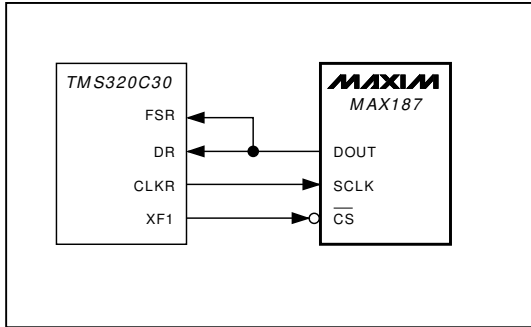 TMS320C30
FSR
DR
CLKR
XF1
MAXIM
MAX187
DOUT
SCLK
CS